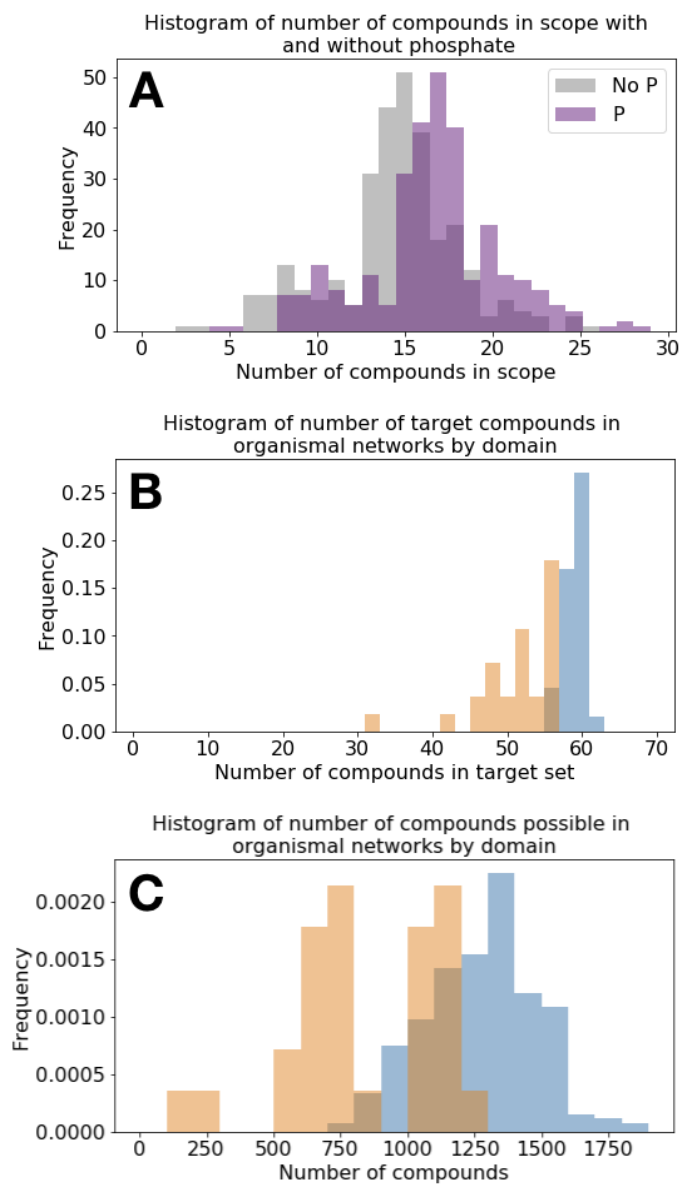 Histogram of number of compounds in scope with
and without phosphate
A
No P
P
50
40
30
20
10
0
Frequency
0 5 10 15 20 25 30
Number of compounds in scope
Histogram of number of target compounds in
organismal networks by domain
B
0.25
0.20
0.15
0.10
0.05
0.00
Frequency
0 10 20 30 40 50 60 70
Number of compounds in target set
Histogram of number of compounds possible in
organismal networks by domain
C
0.0020
0.0015
0.0010
0.0005
0.0000
Frequency
0 250 500 750 1000 1250 1500 1750
Number of compounds